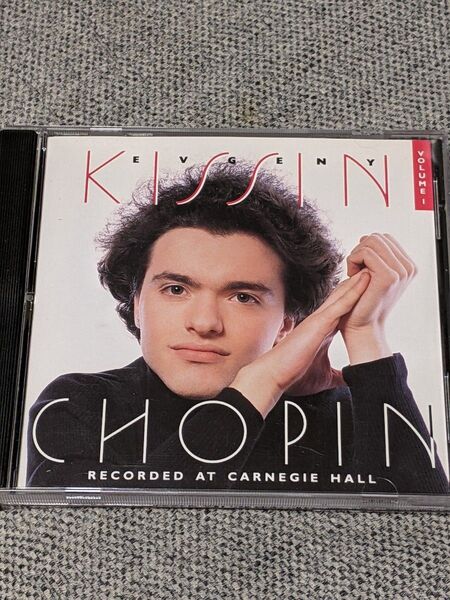 EVGENY
KISSIN
VOLUME I
CHOPIN
RECORDED AT CARNEGIE HALL